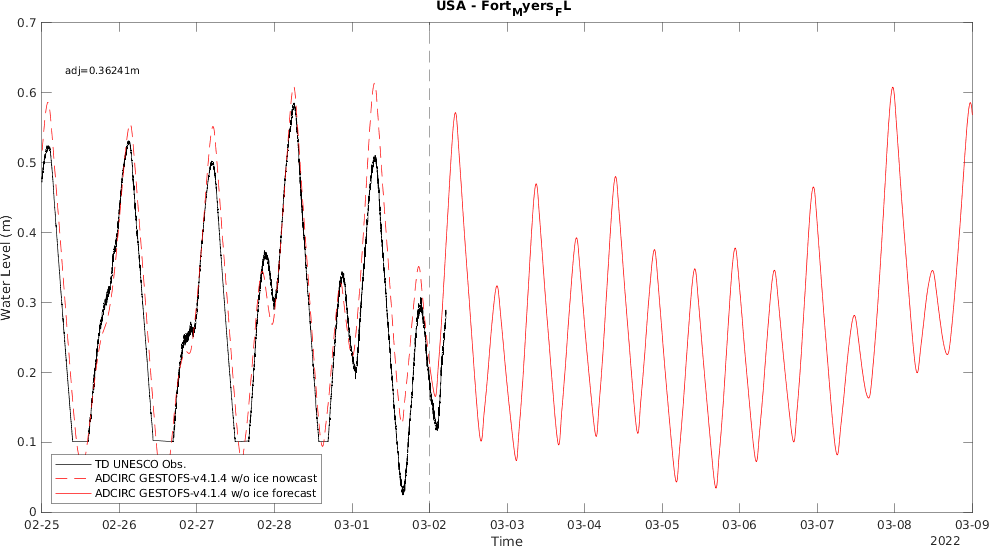 USA - Fort_Myers_FL
0.7
adj=0.36241m
0.6
0.5
0.4
0.3
0.2
0.1
0
Water Level (m)
TD UNESCO Obs.
ADCIRC GESTOFS-v4.1.4 w/o ice nowcast
ADCIRC GESTOFS-v4.1.4 w/o ice forecast
02-25 02-26 02-27 02-28 03-01 03-02 03-03 03-04 03-05 03-06 03-07 03-08 03-09
Time
2022